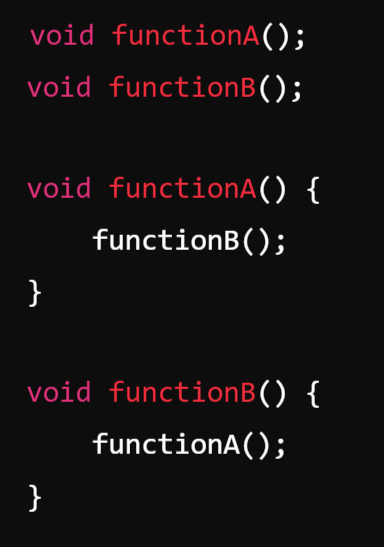 void functionA();
void functionB();
void functionA() {
    functionB();
}
void functionB() {
    functionA();
}